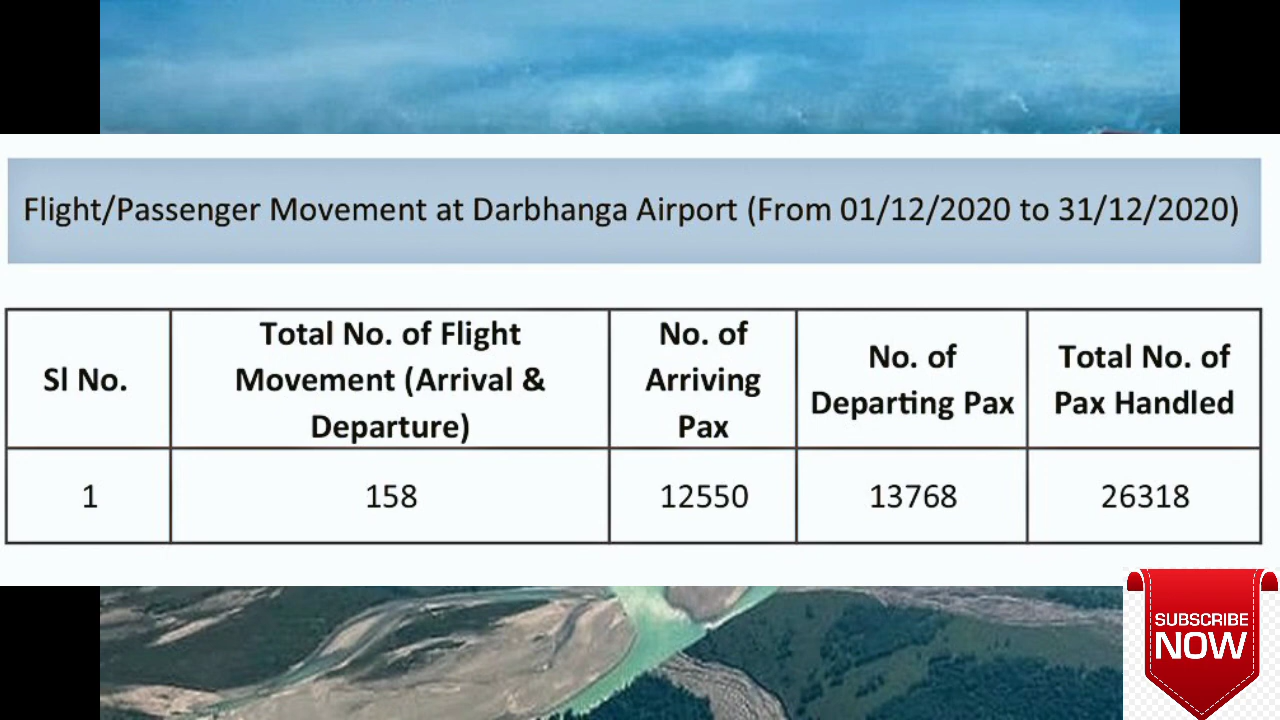 Flight/Passenger Movement at Darbhanga Airport (From 01/12/2020 to 31/12/2020)
Sl No.
Total No. of Flight
Movement (Arrival &
Departure)
No. of
Arriving
Pax
No. of
Departing Pax
Total No. of
Pax Handled
1
158
12550
13768
26318
SUBSCRIBE
NOW